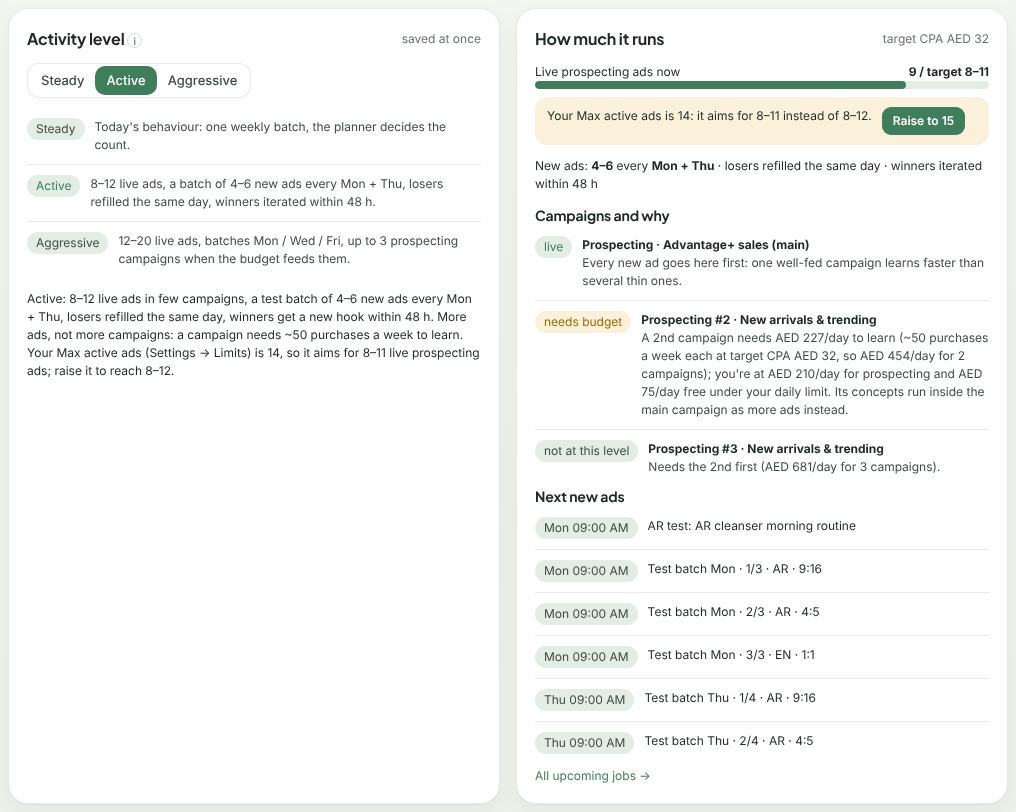 Activity level i
saved at once
Steady Active Aggressive
Steady
Today's behaviour: one weekly batch, the planner decides the
count.
Active
8–12 live ads, a batch of 4–6 new ads every Mon + Thu, losers
refilled the same day, winners iterated within 48 h.
Aggressive
12–20 live ads, batches Mon / Wed / Fri, up to 3 prospecting
campaigns when the budget feeds them.
Active: 8–12 live ads in few campaigns, a test batch of 4–6 new ads every Mon
+ Thu, losers refilled the same day, winners get a new hook within 48 h. More
ads, not more campaigns: a campaign needs ~50 purchases a week to learn.
Your Max active ads (Settings → Limits) is 14, so it aims for 8–11 live prospecting
ads; raise it to reach 8–12.
How much it runs
target CPA AED 32
Live prospecting ads now
9 / target 8–11
Your Max active ads is 14: it aims for 8–11 instead of 8–12.
Raise to 15
New ads: 4–6 every Mon + Thu · losers refilled the same day · winners iterated
within 48 h
Campaigns and why
live
Prospecting · Advantage+ sales (main)
Every new ad goes here first: one well-fed campaign learns faster than
several thin ones.
needs budget
Prospecting #2 · New arrivals & trending
A 2nd campaign needs AED 227/day to learn (~50 purchases
a week each at target CPA AED 32, so AED 454/day for 2
campaigns); you're at AED 210/day for prospecting and AED
75/day free under your daily limit. Its concepts run inside the
main campaign as more ads instead.
not at this level
Prospecting #3 · New arrivals & trending
Needs the 2nd first (AED 681/day for 3 campaigns).
Next new ads
Mon 09:00 AM AR test: AR cleanser morning routine
Mon 09:00 AM Test batch Mon · 1/3 · AR · 9:16
Mon 09:00 AM Test batch Mon · 2/3 · AR · 4:5
Mon 09:00 AM Test batch Mon · 3/3 · EN · 1:1
Thu 09:00 AM Test batch Thu · 1/4 · AR · 9:16
Thu 09:00 AM Test batch Thu · 2/4 · AR · 4:5
All upcoming jobs →